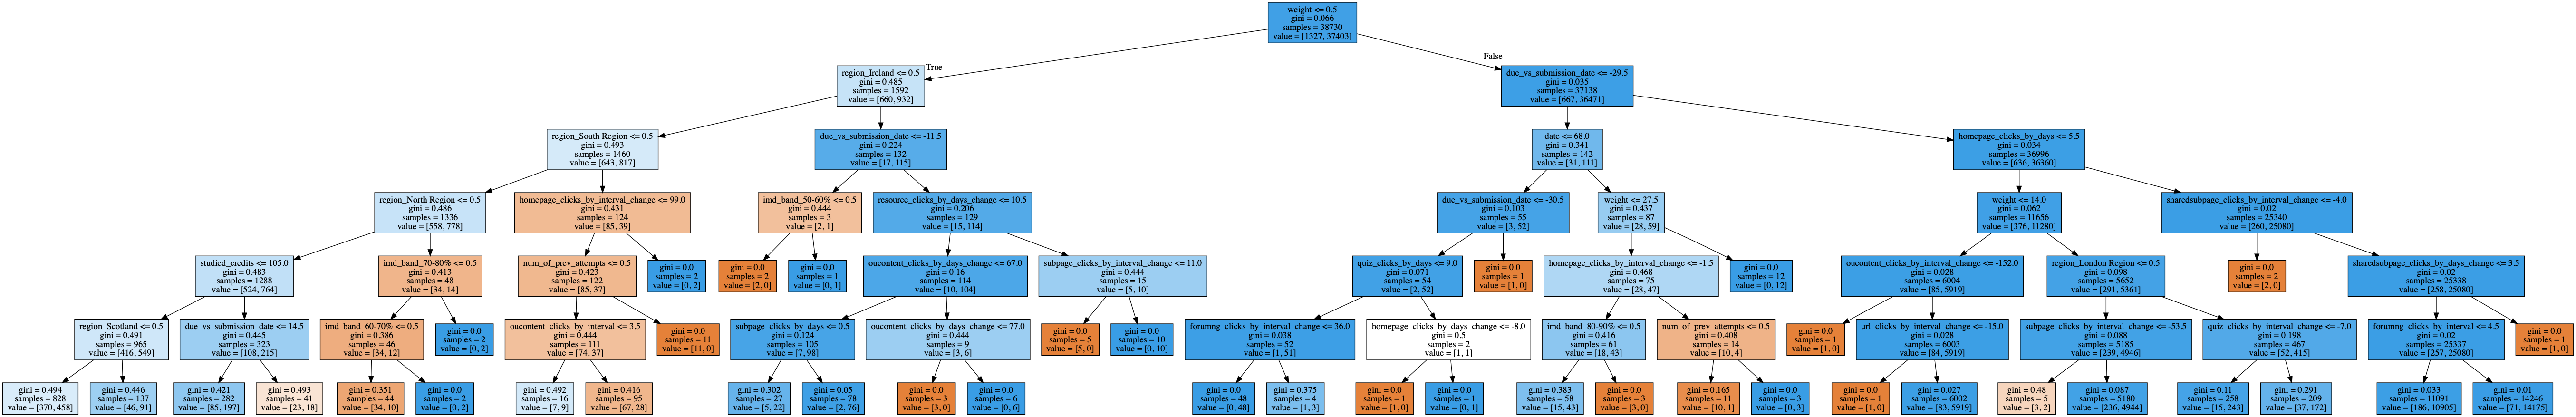 weight <= 0.5
gini = 0.066
samples = 38730
value = [1327, 37403]
True
False
region_Ireland <= 0.5
gini = 0.485
samples = 1592
value = [660, 932]
due_vs_submission_date <= -29.5
gini = 0.035
samples = 37138
value = [667, 36471]
region_South Region <= 0.5
gini = 0.493
samples = 1460
value = [643, 817]
due_vs_submission_date <= -11.5
gini = 0.224
samples = 132
value = [17, 115]
date <= 68.0
gini = 0.341
samples = 142
value = [31, 111]
homepage_clicks_by_days <= 5.5
gini = 0.034
samples = 36996
value = [636, 36360]
region_North Region <= 0.5
gini = 0.486
samples = 1336
value = [558, 778]
homepage_clicks_by_interval_change <= 99.0
gini = 0.431
samples = 124
value = [85, 39]
imd_band_50-60% <= 0.5
gini = 0.444
samples = 3
value = [2, 1]
resource_clicks_by_days_change <= 10.5
gini = 0.206
samples = 129
value = [15, 114]
due_vs_submission_date <= -30.5
gini = 0.103
samples = 55
value = [3, 52]
weight <= 27.5
gini = 0.437
samples = 87
value = [28, 59]
weight <= 14.0
gini = 0.062
samples = 11656
value = [376, 11280]
sharedsubpage_clicks_by_interval_change <= -4.0
gini = 0.02
samples = 25340
value = [260, 25080]
studied_credits <= 105.0
gini = 0.483
samples = 1288
value = [524, 764]
imd_band_70-80% <= 0.5
gini = 0.413
samples = 48
value = [34, 14]
num_of_prev_attempts <= 0.5
gini = 0.423
samples = 122
value = [85, 37]
gini = 0.0
samples = 2
value = [0, 2]
gini = 0.0
samples = 2
value = [2, 0]
gini = 0.0
samples = 1
value = [0, 1]
oucontent_clicks_by_days_change <= 67.0
gini = 0.16
samples = 114
value = [10, 104]
subpage_clicks_by_interval_change <= 11.0
gini = 0.444
samples = 15
value = [5, 10]
quiz_clicks_by_days <= 9.0
gini = 0.071
samples = 54
value = [2, 52]
gini = 0.0
samples = 1
value = [1, 0]
homepage_clicks_by_interval_change <= -1.5
gini = 0.468
samples = 75
value = [28, 47]
gini = 0.0
samples = 12
value = [0, 12]
oucontent_clicks_by_interval_change <= -152.0
gini = 0.028
samples = 6004
value = [85, 5919]
region_London Region <= 0.5
gini = 0.098
samples = 5652
value = [291, 5361]
gini = 0.0
samples = 2
value = [2, 0]
sharedsubpage_clicks_by_days_change <= 3.5
gini = 0.02
samples = 25338
value = [258, 25080]
region_Scotland <= 0.5
gini = 0.491
samples = 965
value = [416, 549]
due_vs_submission_date <= 14.5
gini = 0.445
samples = 323
value = [108, 215]
imd_band_60-70% <= 0.5
gini = 0.386
samples = 46
value = [34, 12]
gini = 0.0
samples = 2
value = [0, 2]
oucontent_clicks_by_interval <= 3.5
gini = 0.444
samples = 111
value = [74, 37]
gini = 0.0
samples = 11
value = [11, 0]
subpage_clicks_by_days <= 0.5
gini = 0.124
samples = 105
value = [7, 98]
oucontent_clicks_by_days_change <= 77.0
gini = 0.444
samples = 9
value = [3, 6]
gini = 0.0
samples = 5
value = [5, 0]
gini = 0.0
samples = 10
value = [0, 10]
forumng_clicks_by_interval_change <= 36.0
gini = 0.038
samples = 52
value = [1, 51]
homepage_clicks_by_days_change <= -8.0
gini = 0.5
samples = 2
value = [1, 1]
imd_band_80-90% <= 0.5
gini = 0.416
samples = 61
value = [18, 43]
num_of_prev_attempts <= 0.5
gini = 0.408
samples = 14
value = [10, 4]
gini = 0.0
samples = 1
value = [1, 0]
url_clicks_by_interval_change <= -15.0
gini = 0.028
samples = 6003
value = [84, 5919]
subpage_clicks_by_interval_change <= -53.5
gini = 0.088
samples = 5185
value = [239, 4946]
quiz_clicks_by_interval_change <= -7.0
gini = 0.198
samples = 467
value = [52, 415]
forumng_clicks_by_interval <= 4.5
gini = 0.02
samples = 25337
value = [257, 25080]
gini = 0.0
samples = 1
value = [1, 0]
gini = 0.494
samples = 828
value = [370, 458]
gini = 0.446
samples = 137
value = [46, 91]
gini = 0.421
samples = 282
value = [85, 197]
gini = 0.493
samples = 41
value = [23, 18]
gini = 0.351
samples = 44
value = [34, 10]
gini = 0.0
samples = 2
value = [0, 2]
gini = 0.492
samples = 16
value = [7, 9]
gini = 0.416
samples = 95
value = [67, 28]
gini = 0.302
samples = 27
value = [5, 22]
gini = 0.05
samples = 78
value = [2, 76]
gini = 0.0
samples = 3
value = [3, 0]
gini = 0.0
samples = 6
value = [0, 6]
gini = 0.0
samples = 48
value = [0, 48]
gini = 0.375
samples = 4
value = [1, 3]
gini = 0.0
samples = 1
value = [1, 0]
gini = 0.0
samples = 1
value = [0, 1]
gini = 0.383
samples = 58
value = [15, 43]
gini = 0.0
samples = 3
value = [3, 0]
gini = 0.165
samples = 11
value = [10, 1]
gini = 0.0
samples = 3
value = [0, 3]
gini = 0.0
samples = 1
value = [1, 0]
gini = 0.027
samples = 6002
value = [83, 5919]
gini = 0.48
samples = 5
value = [3, 2]
gini = 0.087
samples = 5180
value = [236, 4944]
gini = 0.11
samples = 258
value = [15, 243]
gini = 0.291
samples = 209
value = [37, 172]
gini = 0.033
samples = 11091
value = [186, 10905]
gini = 0.01
samples = 14246
value = [71, 14175]